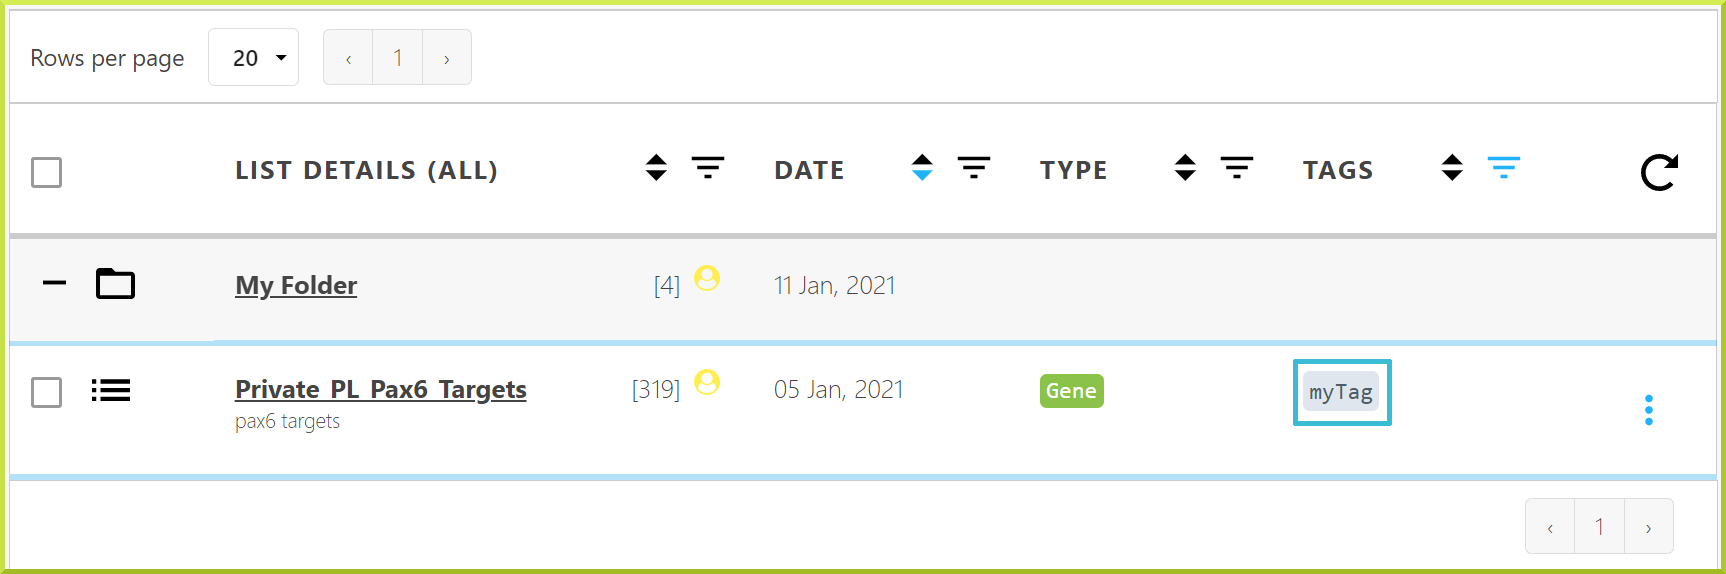 Rows per page 20 ‹ 1 ›
LIST DETAILS (ALL) DATE TYPE TAGS
My Folder [4] 11 Jan, 2021
Private_PL_Pax6_Targets [319] 05 Jan, 2021 Gene myTag
pax6 targets
‹ 1 ›